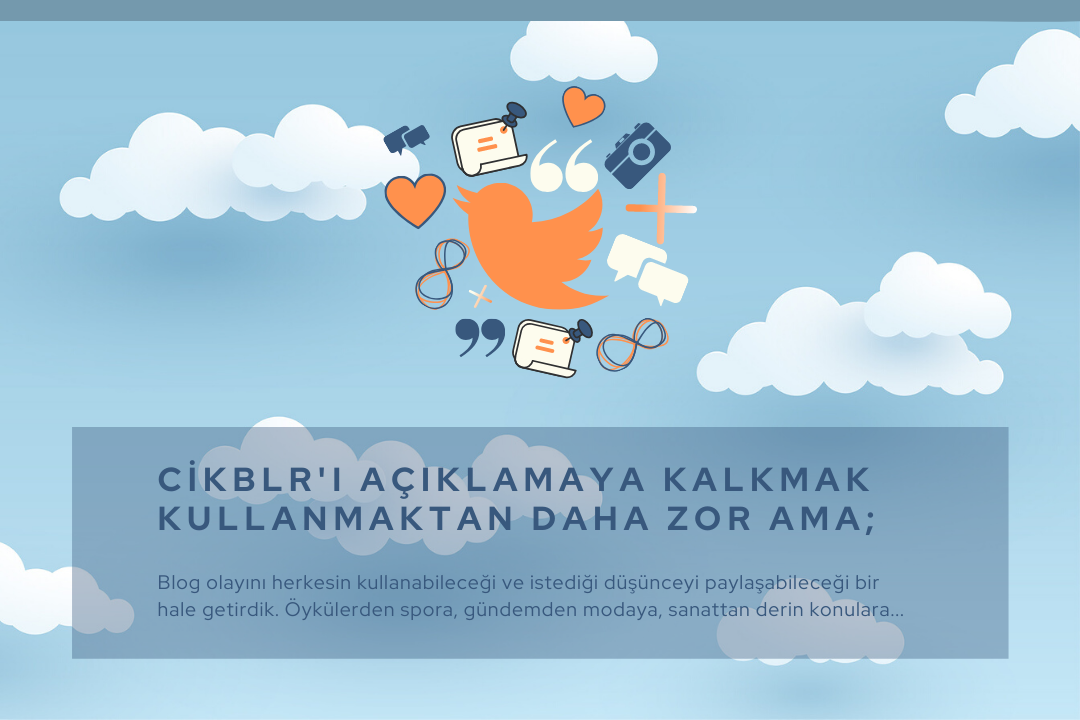 CİKBLR'I AÇIKLAMAYA KALKMAK
KULLANMAKTAN DAHA ZOR AMA;
Blog olayını herkesin kullanabileceği ve istediği düşünceyi paylaşabileceği bir
hale getirdik. Öykülerden spora, gündemden modaya, sanattan derin konulara...